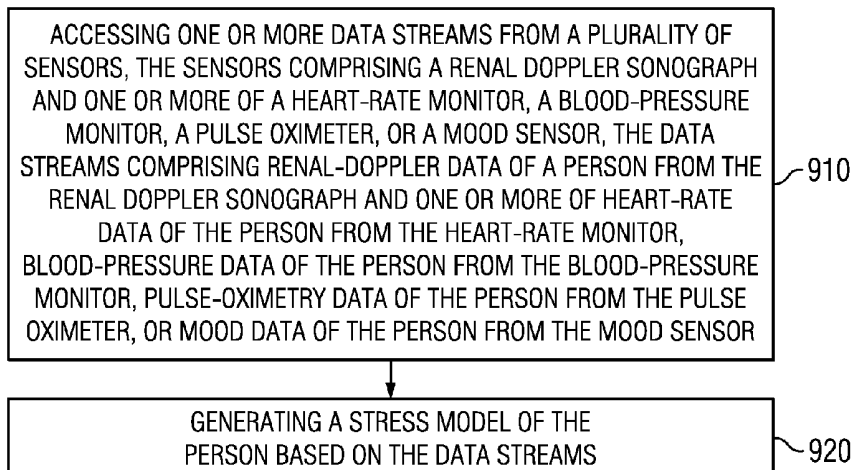 ACCESSING ONE OR MORE DATA STREAMS FROM A PLURALITY OF
SENSORS, THE SENSORS COMPRISING A RENAL DOPPLER SONOGRAPH
AND ONE OR MORE OF A HEART-RATE MONITOR, A BLOOD-PRESSURE
MONITOR, A PULSE OXIMETER, OR A MOOD SENSOR, THE DATA
STREAMS COMPRISING RENAL-DOPPLER DATA OF A PERSON FROM THE
RENAL DOPPLER SONOGRAPH AND ONE OR MORE OF HEART-RATE
DATA OF THE PERSON FROM THE HEART-RATE MONITOR,
BLOOD-PRESSURE DATA OF THE PERSON FROM THE BLOOD-PRESSURE
MONITOR, PULSE-OXIMETRY DATA OF THE PERSON FROM THE PULSE
OXIMETER, OR MOOD DATA OF THE PERSON FROM THE MOOD SENSOR
910
GENERATING A STRESS MODEL OF THE
PERSON BASED ON THE DATA STREAMS
920